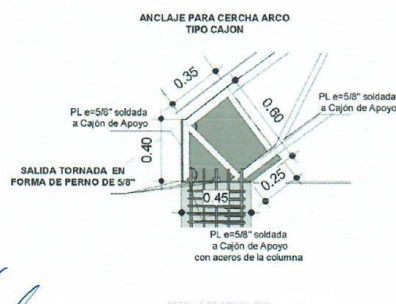 ANCLAJE PARA CERCHA ARCO
TIPO CAJON
0.35
PL e=5/8" soldada
a Cajón de Apoyo
0.60
PL e=5/8" soldada
a Cajón de Apoyo
0.40
SALIDA TORNADA EN
FORMA DE PERNO DE 5/8"
0.25
0.45
PL e=5/8" soldada
a Cajón de Apoyo
con aceros de la columna